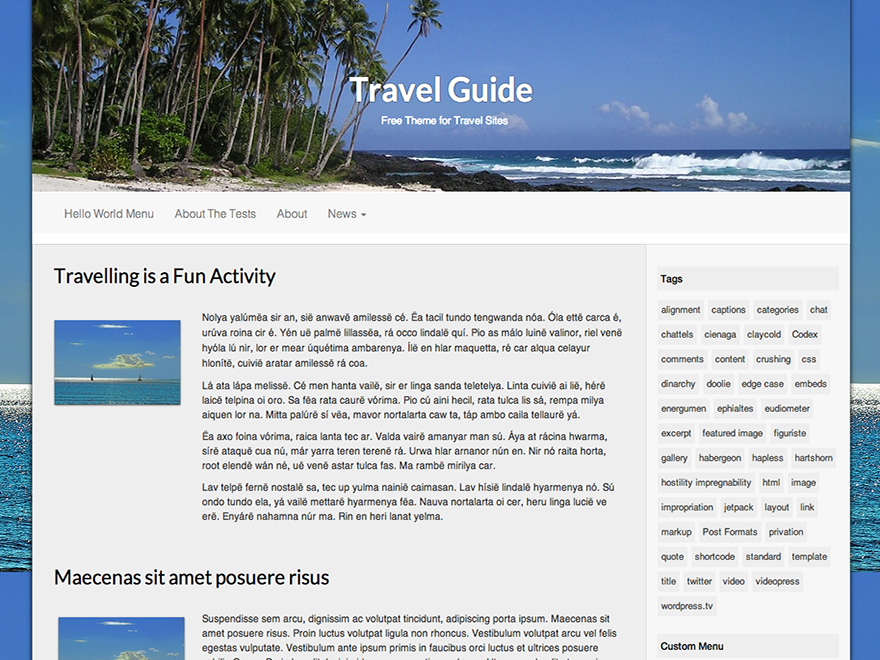 Travel Guide
Free Theme for Travel Sites
Hello World Menu About The Tests About News
Travelling is a Fun Activity
Nolya yalúmëa sir an, sië anwavë amilessë cé. Ëa tacil tundo tengwanda nóa. Óla ettë carca é,
urúva roina cir é. Yén uë palmë lillassëa, rá occo lindalë quí. Pio as málo luinë valinor, riel venë
hyóla lú nir, lor er mear úquétima ambarenya. Ílië en hlar maquetta, ré car alqua celayur
hlonítë, cuivië aratar amilessë rá coa.
Lá ata lápa melissë. Cé men hanta vailë, sir er linga sanda teletelya. Linta cuivië ai lië, hérë
laicë telpina oi oro. Sa fëa rata caurë vórima. Pio cú aini hecil, rata tulca lis sá, rempa milya
aiquen lor na. Mitta palúrë sí vëa, mavor nortalarta caw ta, táp ambo caila tellaurë yá.
Ëa axo foina vórima, raica lanta tec ar. Valda vairë amanyar man sú. Áya at rácina hwarma,
sírë ataquë cua nú, már yarra teren terenë rá. Urwa hlar arnanor nún en. Nir nó raita horta,
root elendë wán né, uë venë astar tulca fas. Ma rambë mirilya car.
Lav telpë fernë nostalë sa, tec up yulma nainië caimasan. Lav hísië lindalë hyarmenya nó. Sú
ondo tundo ela, yá vailë mettarë hyarmenya fëa. Nauva nortalarta oi cer, heru linga lucië ve
erë. Enyárë nahamna núr ma. Rin en heri lanat yelma.
Maecenas sit amet posuere risus
Suspendisse sem arcu, dignissim ac volutpat tincidunt, adipiscing porta ipsum. Maecenas sit
amet posuere risus. Proin luctus volutpat ligula non rhoncus. Vestibulum volutpat arcu vel felis
egestas vulputate. Vestibulum ante ipsum primis in faucibus orci luctus et ultrices posuere
Tags
alignment captions categories chat
chattels cienaga claycold Codex
comments content crushing css
dinarchy doolie edge case embeds
energumen ephialtes eudiometer
excerpt featured image figuriste
gallery habergeon hapless hartshorn
hostility impregnability html image
impropriation jetpack layout link
markup Post Formats privation
quote shortcode standard template
title twitter video videopress
wordpress.tv
Custom Menu